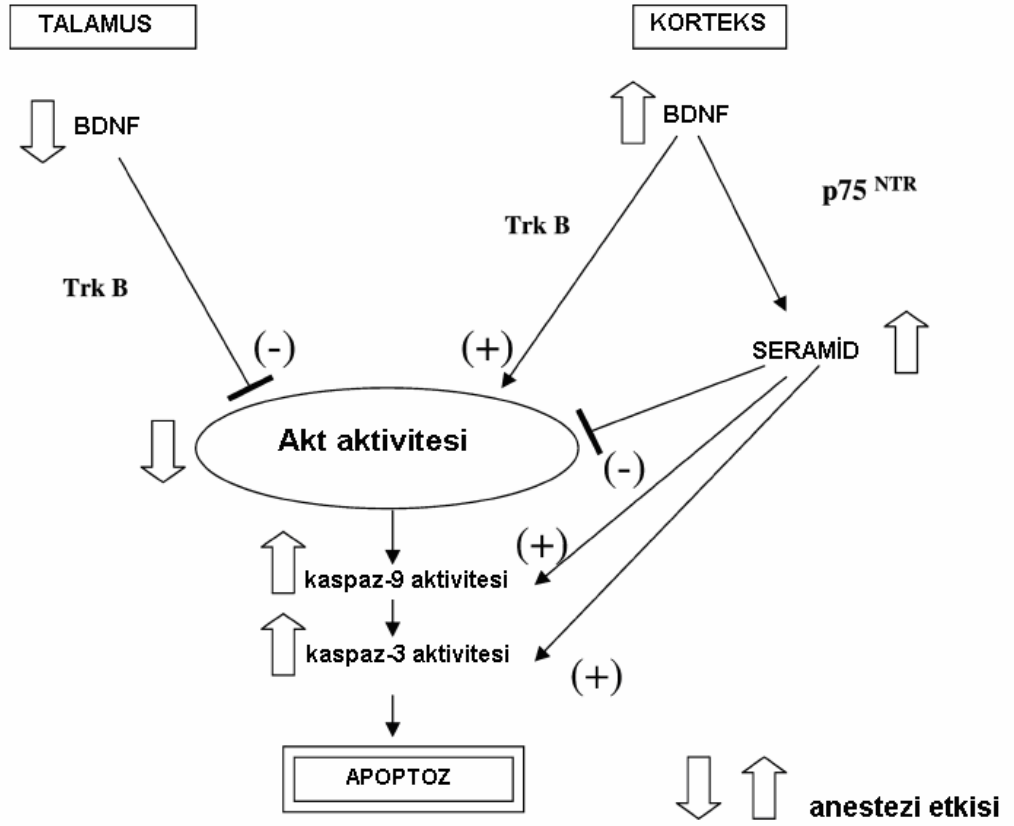 TALAMUS
KORTEKS
BDNF
BDNF
p75 NTR
Trk B
Trk B
(-)
(+)
SERAMİD
Akt aktivitesi
(-)
(+)
kaspaz-9 aktivitesi
kaspaz-3 aktivitesi
(+)
APOPTOZ
anestezi etkisi